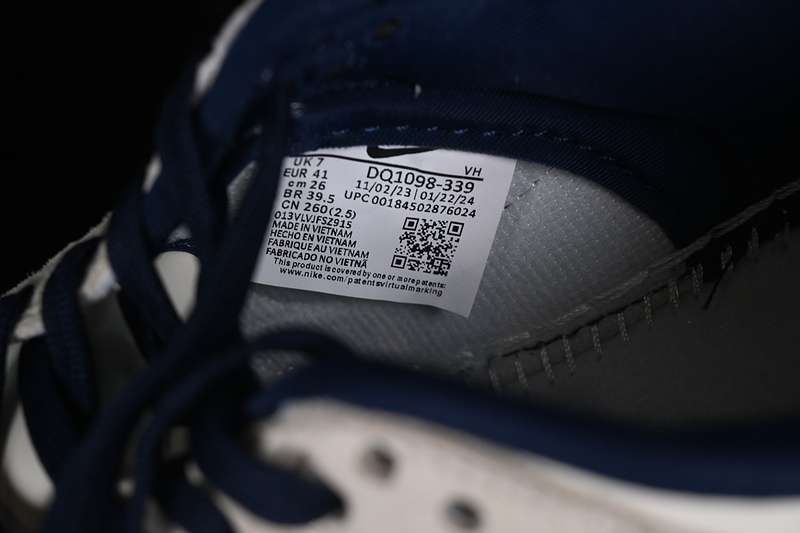 UK 7
VH
EUR 41
DQ1098-339
cm 26
11/02/23 | 01/22/24
BR 39.5
UPC 00184502876024
CN 260(2.5)
013VLVJFSZ915
MADE IN VIETNAM
HECHO EN VIETNAM
FABRIQUE AU VIETNAM
FABRICADO NO VIETNÃ
This product is covered by one or more patents:
www.nike.com/patentsvirtualmarking